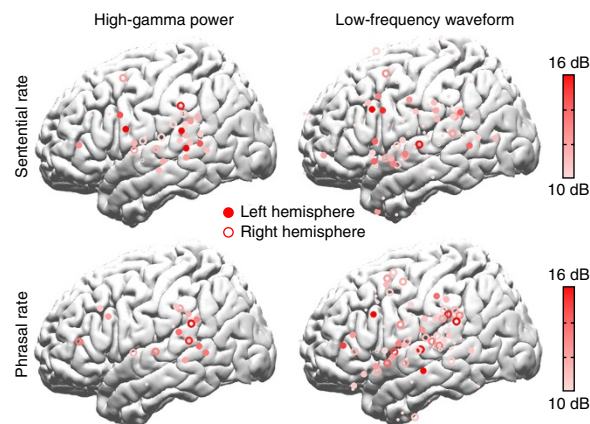 High-gamma power
Low-frequency waveform
Sentential rate
16 dB
10 dB
Left hemisphere
Right hemisphere
Phrasal rate
16 dB
10 dB